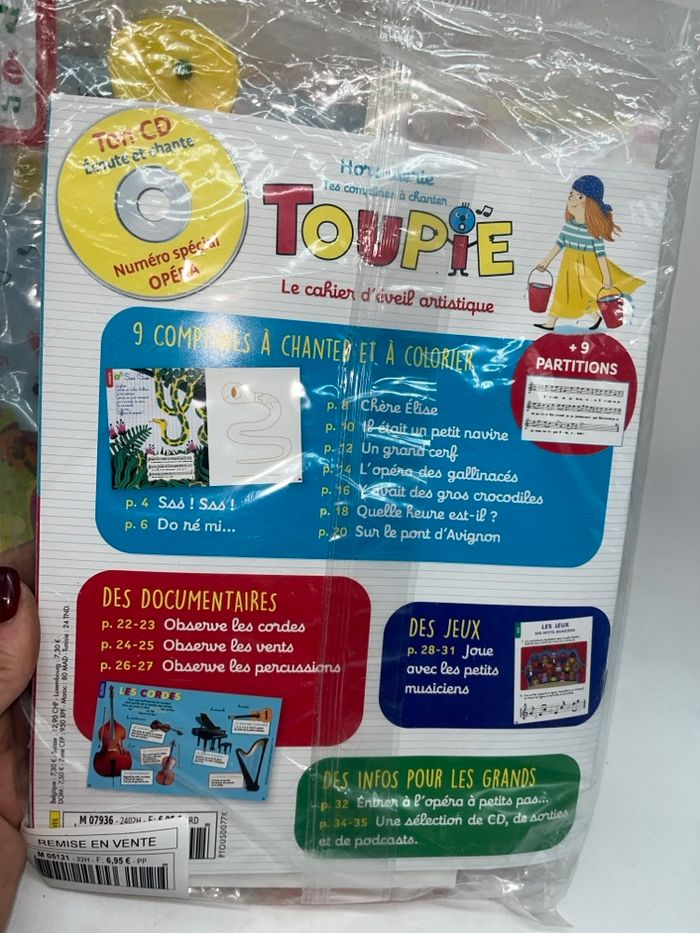 Ton CD
Écoute et chante
Numéro spécial
OPÉRA
Hors-série
Tes comptines à chanter
TOUPIE
Le cahier d'éveil artistique
9 COMPTINES À CHANTER ET À COLORIER
+ 9
PARTITIONS
p. 4 Sss ! Sss !
p. 6 Do ré mi...
p. 8 Chère Élise
p. 10 Il était un petit navire
p. 12 Un grand cerf
p. 14 L'opéra des gallinacés
p. 16 Y'avait des gros crocodiles
p. 18 Quelle heure est-il ?
p. 20 Sur le pont d'Avignon
DES DOCUMENTAIRES
p. 22-23 Observe les cordes
p. 24-25 Observe les vents
p. 26-27 Observe les percussions
LES CORDES
DES JEUX
p. 28-31 Joue
avec les petits
musiciens
LES JEUX
DES PETITS MUSICIENS
DES INFOS POUR LES GRANDS
p. 32 Entrer à l'opéra à petits pas...
p. 34-35 Une sélection de CD, de sorties
et de podcasts.
PTOU50077X
REMISE EN VENTE
M 05121 - 22H - F: 6,95 € - PP